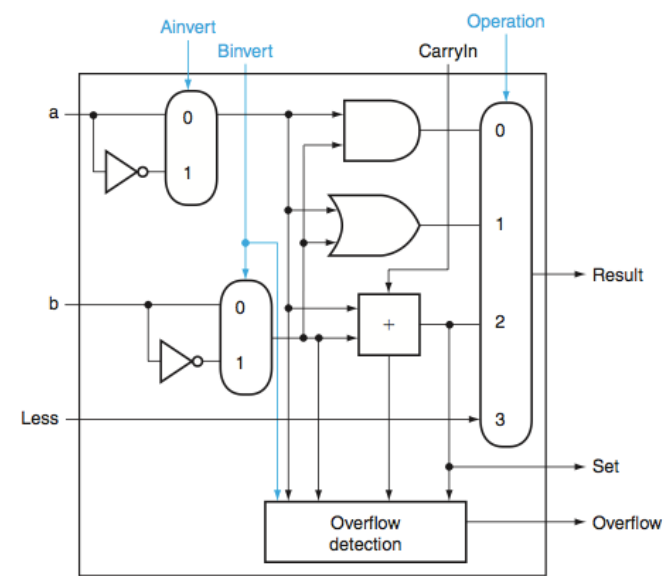 Ainvert
Operation
Binvert
CarryIn
a
0
1
0
1
b
0
1
+
2
Result
Less
3
Set
Overflow
detection
Overflow